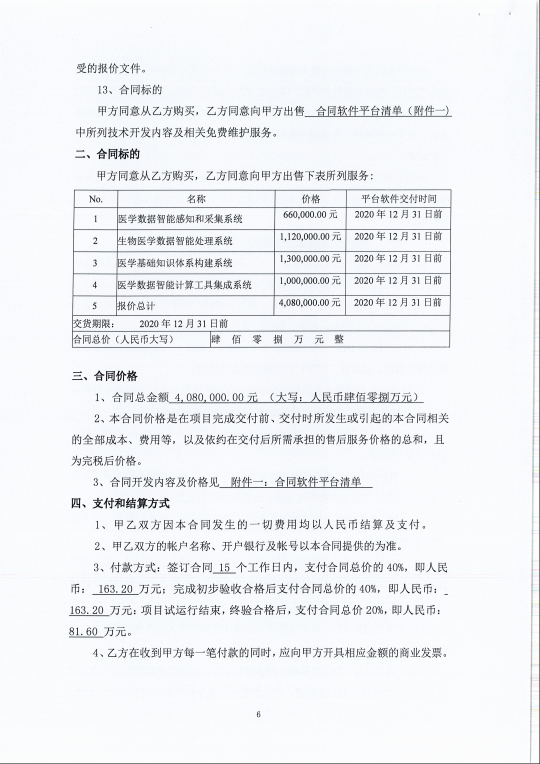 受的报价文件。
13、合同标的
甲方同意从乙方购买，乙方同意向甲方出售 合同软件平台清单（附件一）
中所列技术开发内容及相关免费维护服务。
二、合同标的
甲方同意从乙方购买，乙方同意向甲方出售下表所列服务：
No. 名称 价格 平台软件交付时间
1 医学数据智能感知和采集系统 660,000.00 元 2020 年 12 月 31 日前
2 生物医学数据智能处理系统 1,120,000.00 元 2020 年 12 月 31 日前
3 医学基础知识体系构建系统 1,300,000.00 元 2020 年 12 月 31 日前
4 医学数据智能计算工具集成系统 1,000,000.00 元 2020 年 12 月 31 日前
5 报价总计 4,080,000.00 元 2020 年 12 月 31 日前
交货期限： 2020 年 12 月 31 日前
合同总价（人民币大写） 肆 佰 零 捌 万 元 整
三、合同价格
1、合同总金额 4,080,000.00 元 （大写：人民币肆佰零捌万元）
2、本合同价格是在项目完成交付前、交付时所发生或引起的本合同相关
的全部成本、费用等，以及依约在交付后所需承担的售后服务价格的总和，且
为完税后价格。
3、合同开发内容及价格见 附件一：合同软件平台清单
四、支付和结算方式
1、甲乙双方因本合同发生的一切费用均以人民币结算及支付。
2、甲乙双方的帐户名称、开户银行及帐号以本合同提供的为准。
3、付款方式：签订合同 15 个工作日内，支付合同总价的 40%，即人民
币： 163.20 万元；完成初步验收合格后支付合同总价的 40%，即人民币：
163.20 万元；项目试运行结束，终验合格后，支付合同总价 20%，即人民币：
81.60 万元。
4、乙方在收到甲方每一笔付款的同时，应向甲方开具相应金额的商业发票。
6